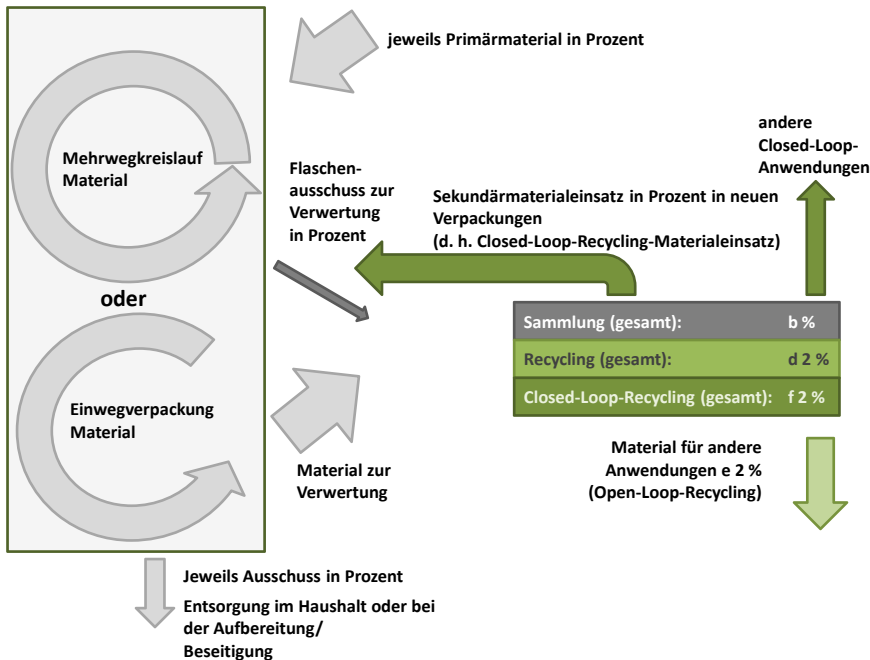 jeweils Primärmaterial in Prozent
Mehrwegkreislauf
Material
oder
Einwegverpackung
Material
Flaschen-
ausschuss zur
Verwertung
in Prozent
Sekundärmaterialeinsatz in Prozent in neuen
Verpackungen
(d. h. Closed-Loop-Recycling-Materialeinsatz)
andere
Closed-Loop-
Anwendungen
Sammlung (gesamt): b %
Recycling (gesamt): d 2 %
Closed-Loop-Recycling (gesamt): f 2 %
Material zur
Verwertung
Material für andere
Anwendungen e 2 %
(Open-Loop-Recycling)
Jeweils Ausschuss in Prozent
Entsorgung im Haushalt oder bei
der Aufbereitung/
Beseitigung